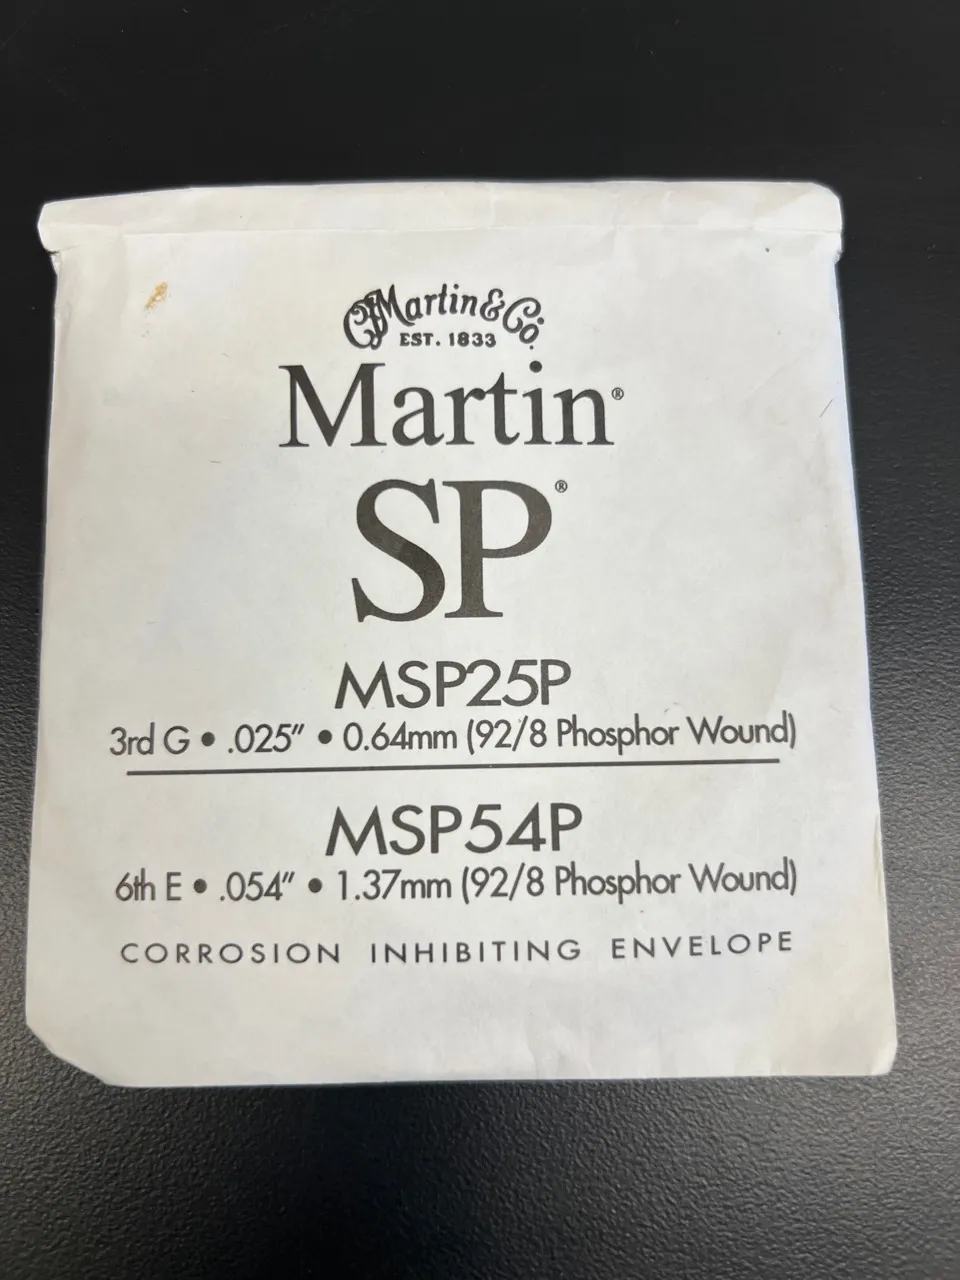 CFMartin & Co.
EST. 1833
Martin®
SP®
MSP25P
3rd G • .025" • 0.64mm (92/8 Phosphor Wound)
MSP54P
6th E • .054" • 1.37mm (92/8 Phosphor Wound)
CORROSION INHIBITING ENVELOPE